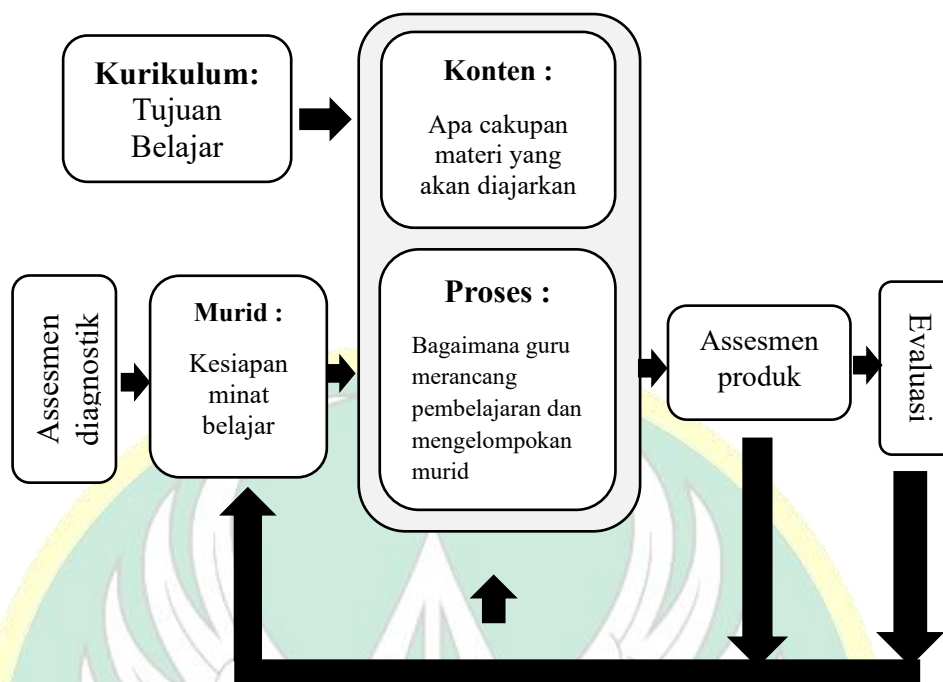 Kurikulum:
Tujuan
Belajar
Konten :
Apa cakupan
materi yang
akan diajarkan
Assesmen
diagnostik
Murid :
Kesiapan
minat
belajar
Proses :
Bagaimana guru
merancang
pembelajaran dan
mengelompokan
murid
Assesmen
produk
Evaluasi